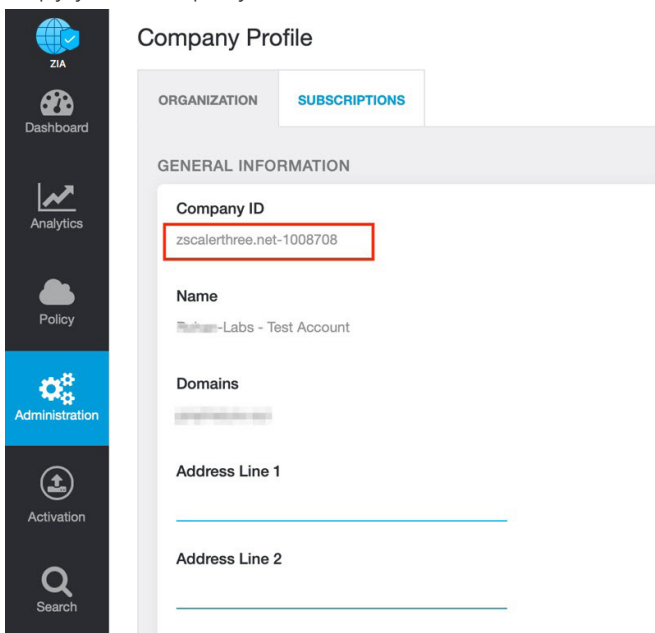 Company Profile
ZIA
ORGANIZATION
SUBSCRIPTIONS
Dashboard
GENERAL INFORMATION
Company ID
zscalerthree.net-1008708
Analytics
Name
-Labs - Test Account
Policy
Domains
Administration
Address Line 1
Activation
Address Line 2
Search